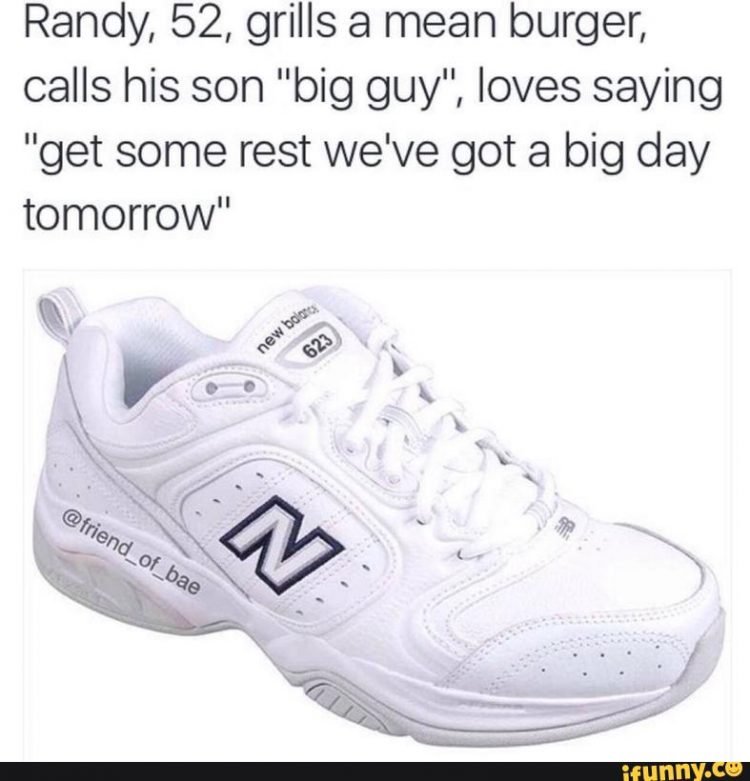 Randy, 52, grills a mean burger,
calls his son "big guy", loves saying
"get some rest we've got a big day
tomorrow"
new balance
623
N
@friend_of_bae
ifunny.co